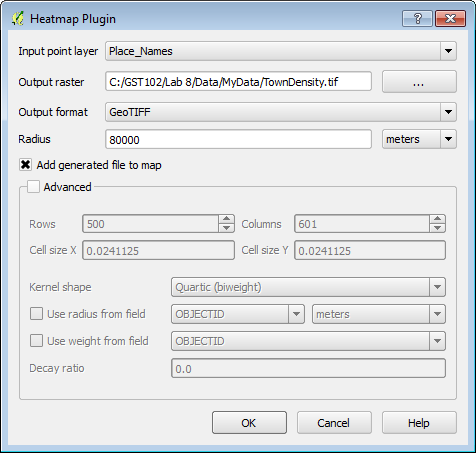 Heatmap Plugin
Input point layer Place_Names
Output raster C:/GST102/Lab 8/Data/MyData/TownDensity.tif ...
Output format GeoTIFF
Radius 80000 meters
Add generated file to map
Advanced
Rows 500 Columns 601
Cell size X 0.0241125 Cell size Y 0.0241125
Kernel shape Quartic (biweight)
Use radius from field OBJECTID meters
Use weight from field OBJECTID
Decay ratio 0.0
OK Cancel Help